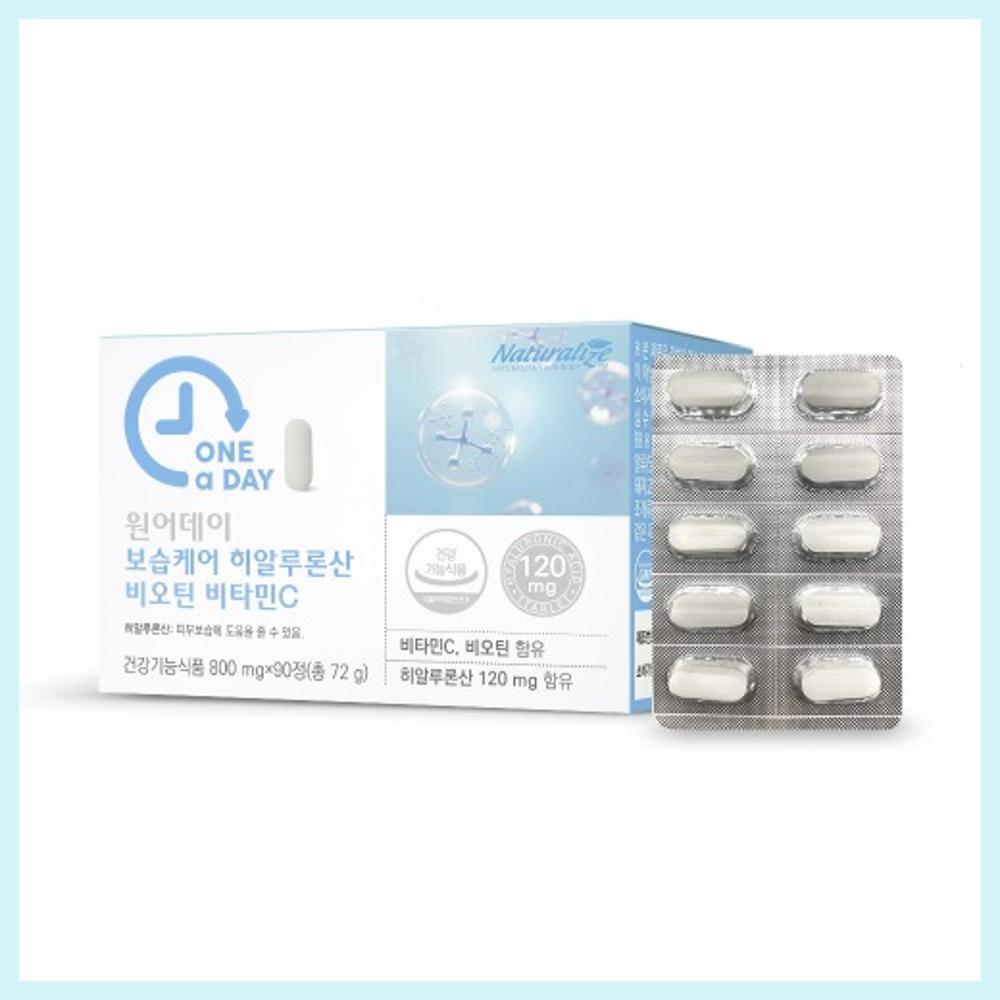 ONE
a DAY
원어데이
보습케어 히알루론산
비오틴 비타민C
히알루론산: 피부보습에 도움을 줄 수 있음.
건강기능식품 800 mg×90정(총 72 g)
Naturalize
건강
기능식품
HYALURONIC ACID
120
mg
1TABLET
비타민C, 비오틴 함유
히알루론산 120 mg 함유